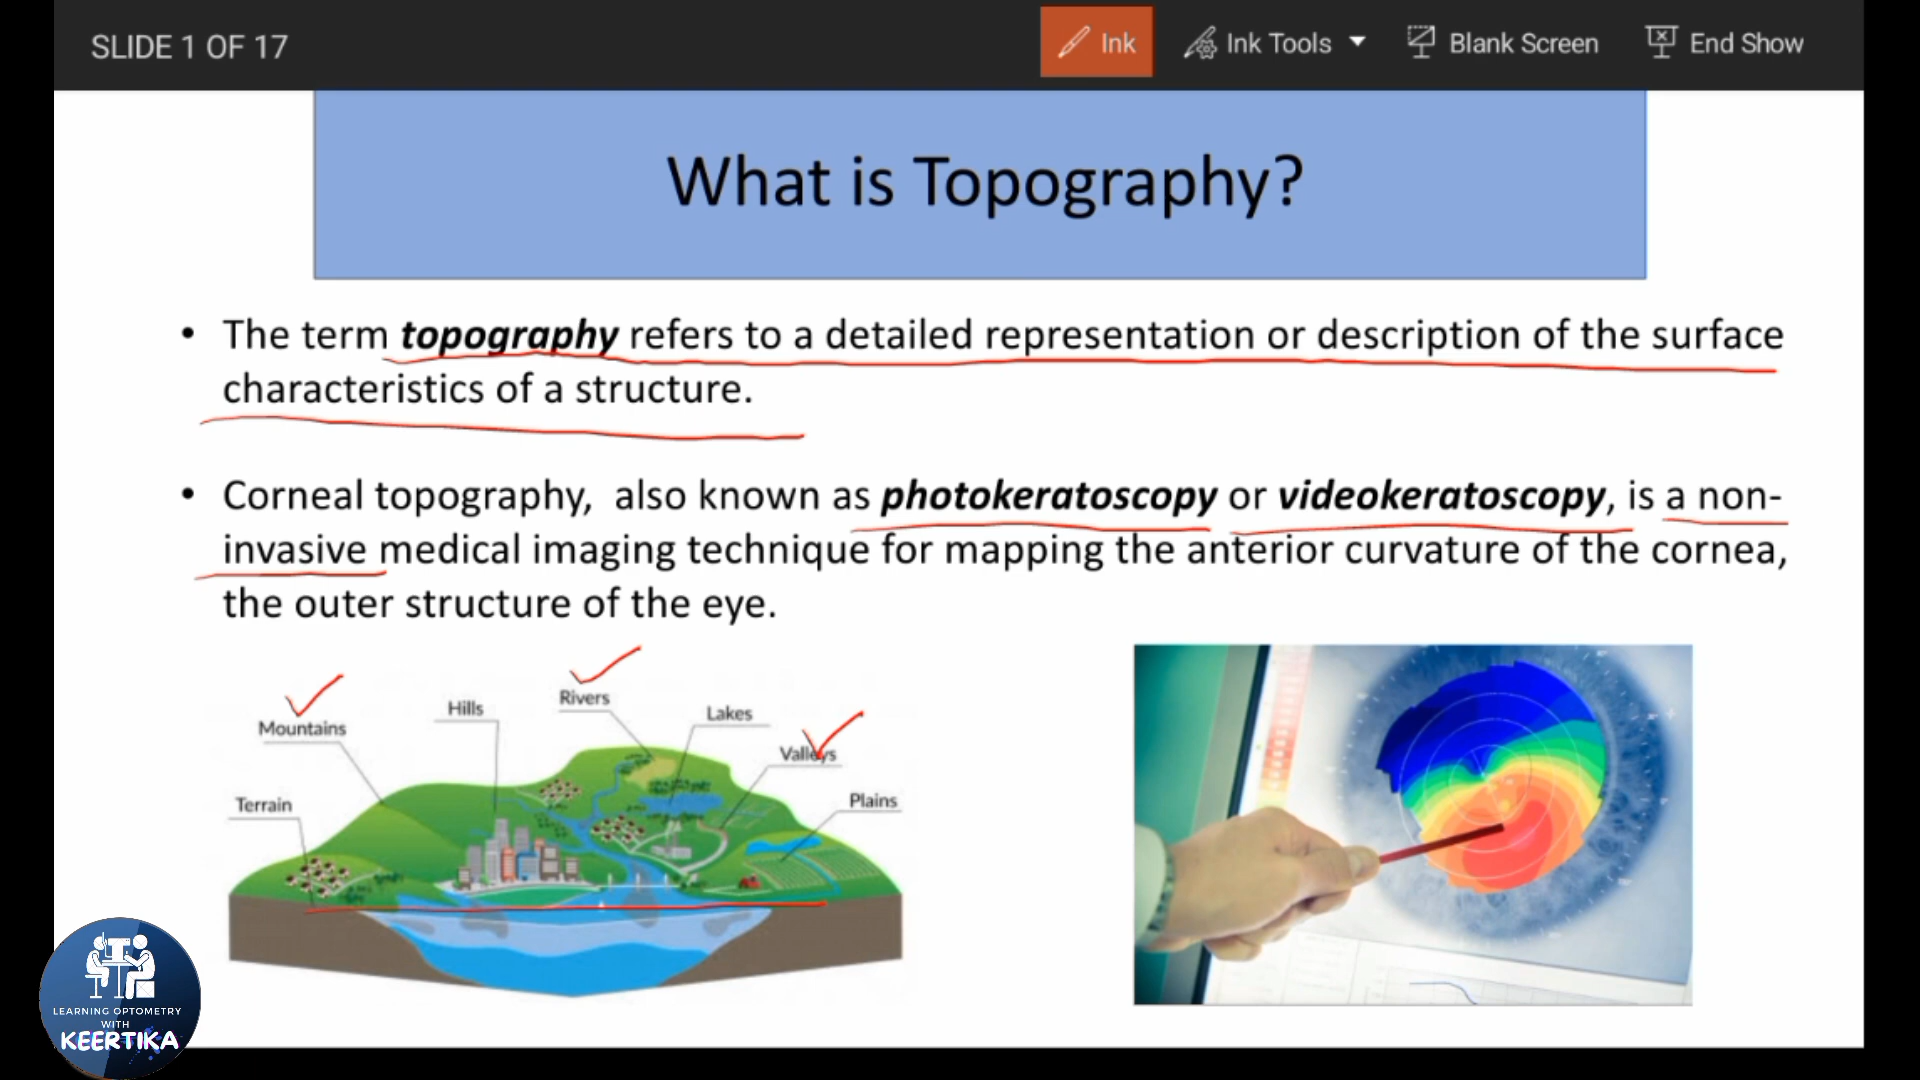 SLIDE 1 OF 17
Ink
Ink Tools
Blank Screen
End Show
What is Topography?
• The term topography refers to a detailed representation or description of the surface
characteristics of a structure.
• Corneal topography, also known as photokeratoscopy or videokeratoscopy, is a non-
invasive medical imaging technique for mapping the anterior curvature of the cornea,
the outer structure of the eye.
Mountains
Hills
Rivers
Lakes
Valleys
Terrain
Plains
LEARNING OPTOMETRY
WITH
KEERTIKA